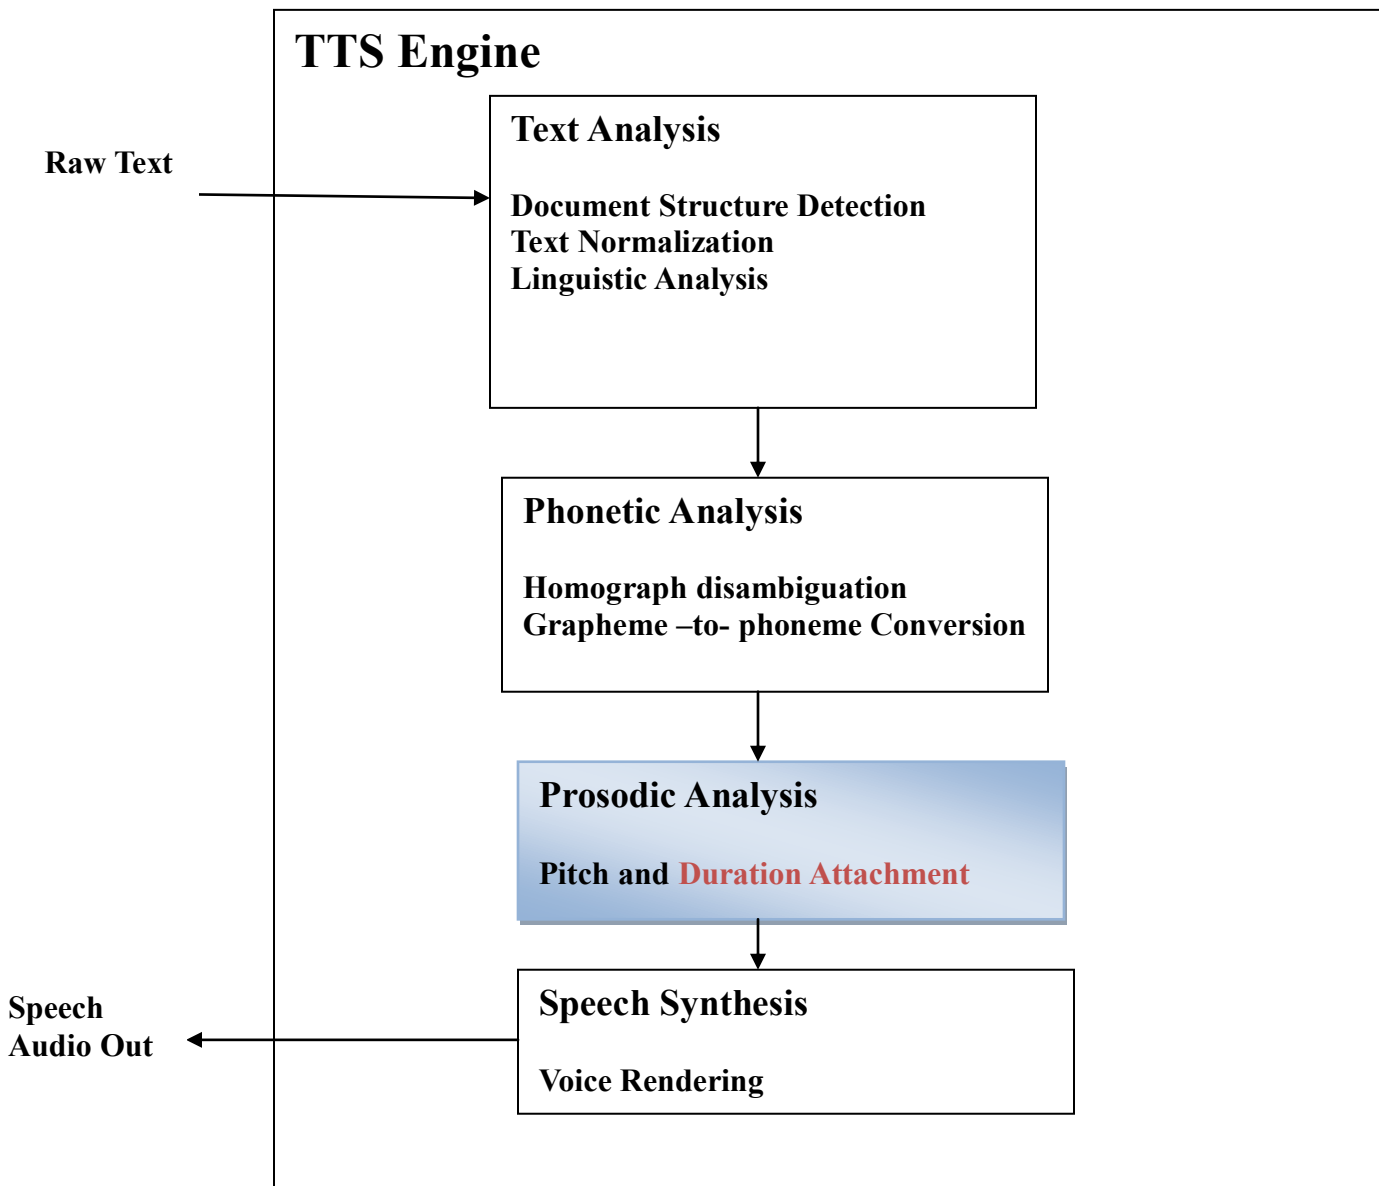 TTS Engine
Text Analysis
Raw Text
Document Structure Detection
Text Normalization
Linguistic Analysis
Phonetic Analysis
Homograph disambiguation
Grapheme –to- phoneme Conversion
Prosodic Analysis
Pitch and Duration Attachment
Speech Synthesis
Speech
Audio Out
Voice Rendering